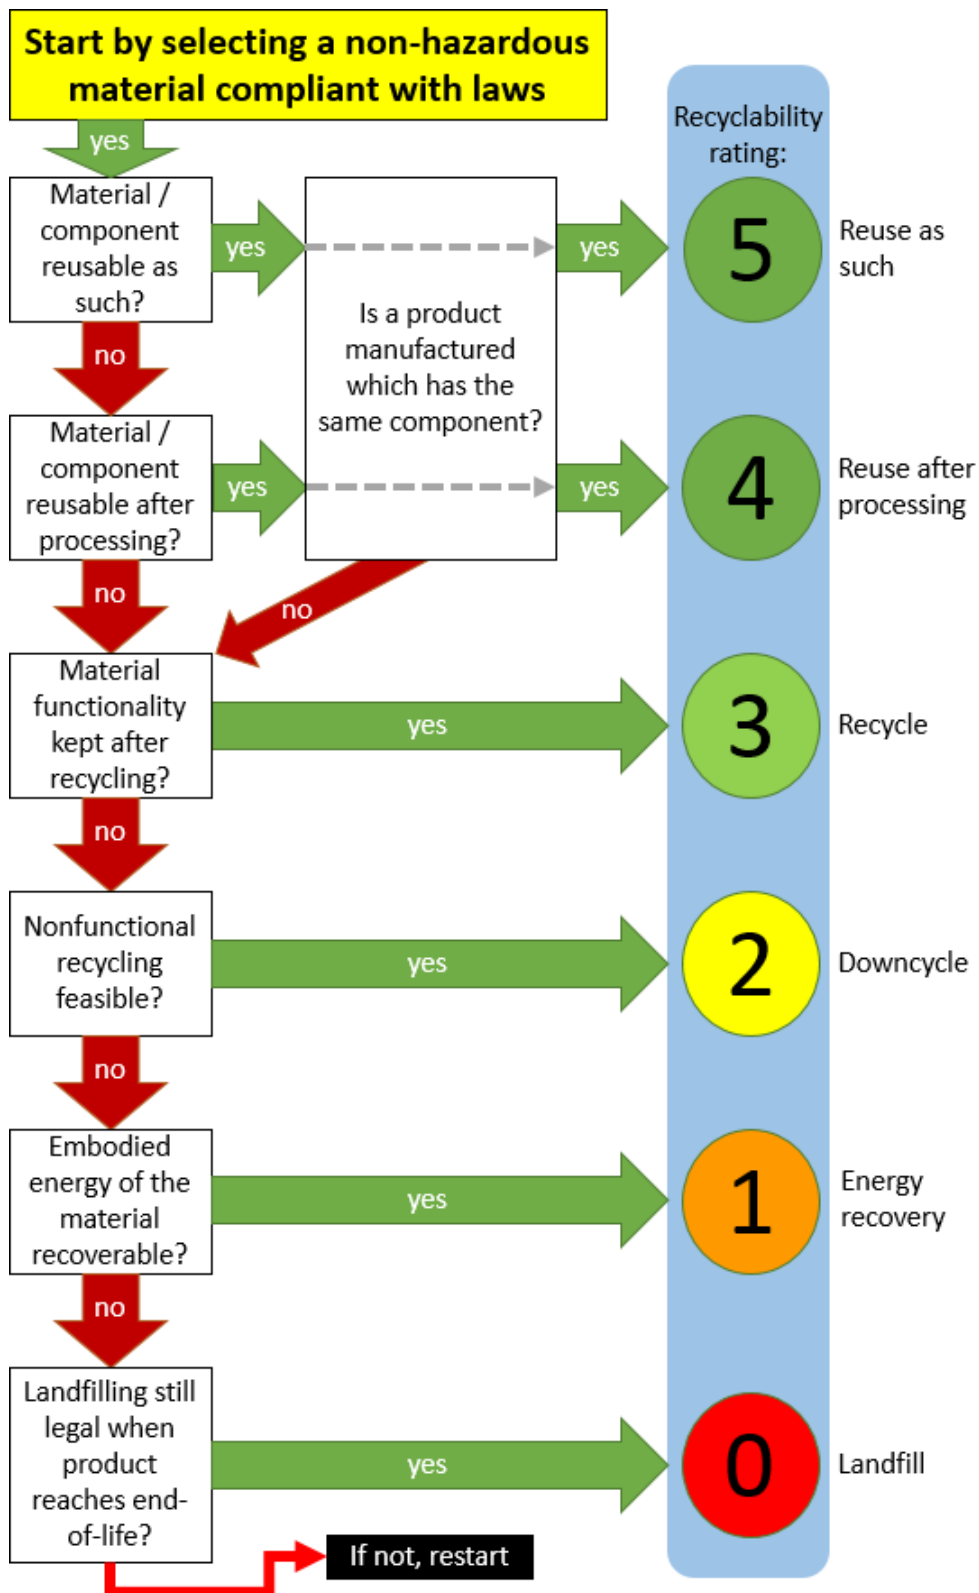 Start by selecting a non-hazardous
material compliant with laws
yes
Recyclability
rating:
Material /
component
reusable as
such?
yes
Is a product
manufactured
which has the
same component?
yes
5
Reuse as
such
no
Material /
component
reusable after
processing?
yes
yes
4
Reuse after
processing
no
no
Material
functionality
kept after
recycling?
yes
3
Recycle
no
Nonfunctional
recycling
feasible?
yes
2
Downcycle
no
Embodied
energy of the
material
recoverable?
yes
1
Energy
recovery
no
Landfilling still
legal when
product
reaches end-
of-life?
yes
0
Landfill
If not, restart